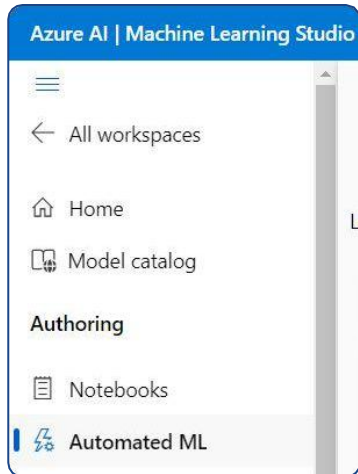 Azure AI | Machine Learning Studio
All workspaces
Home
Model catalog
Authoring
Notebooks
Automated ML